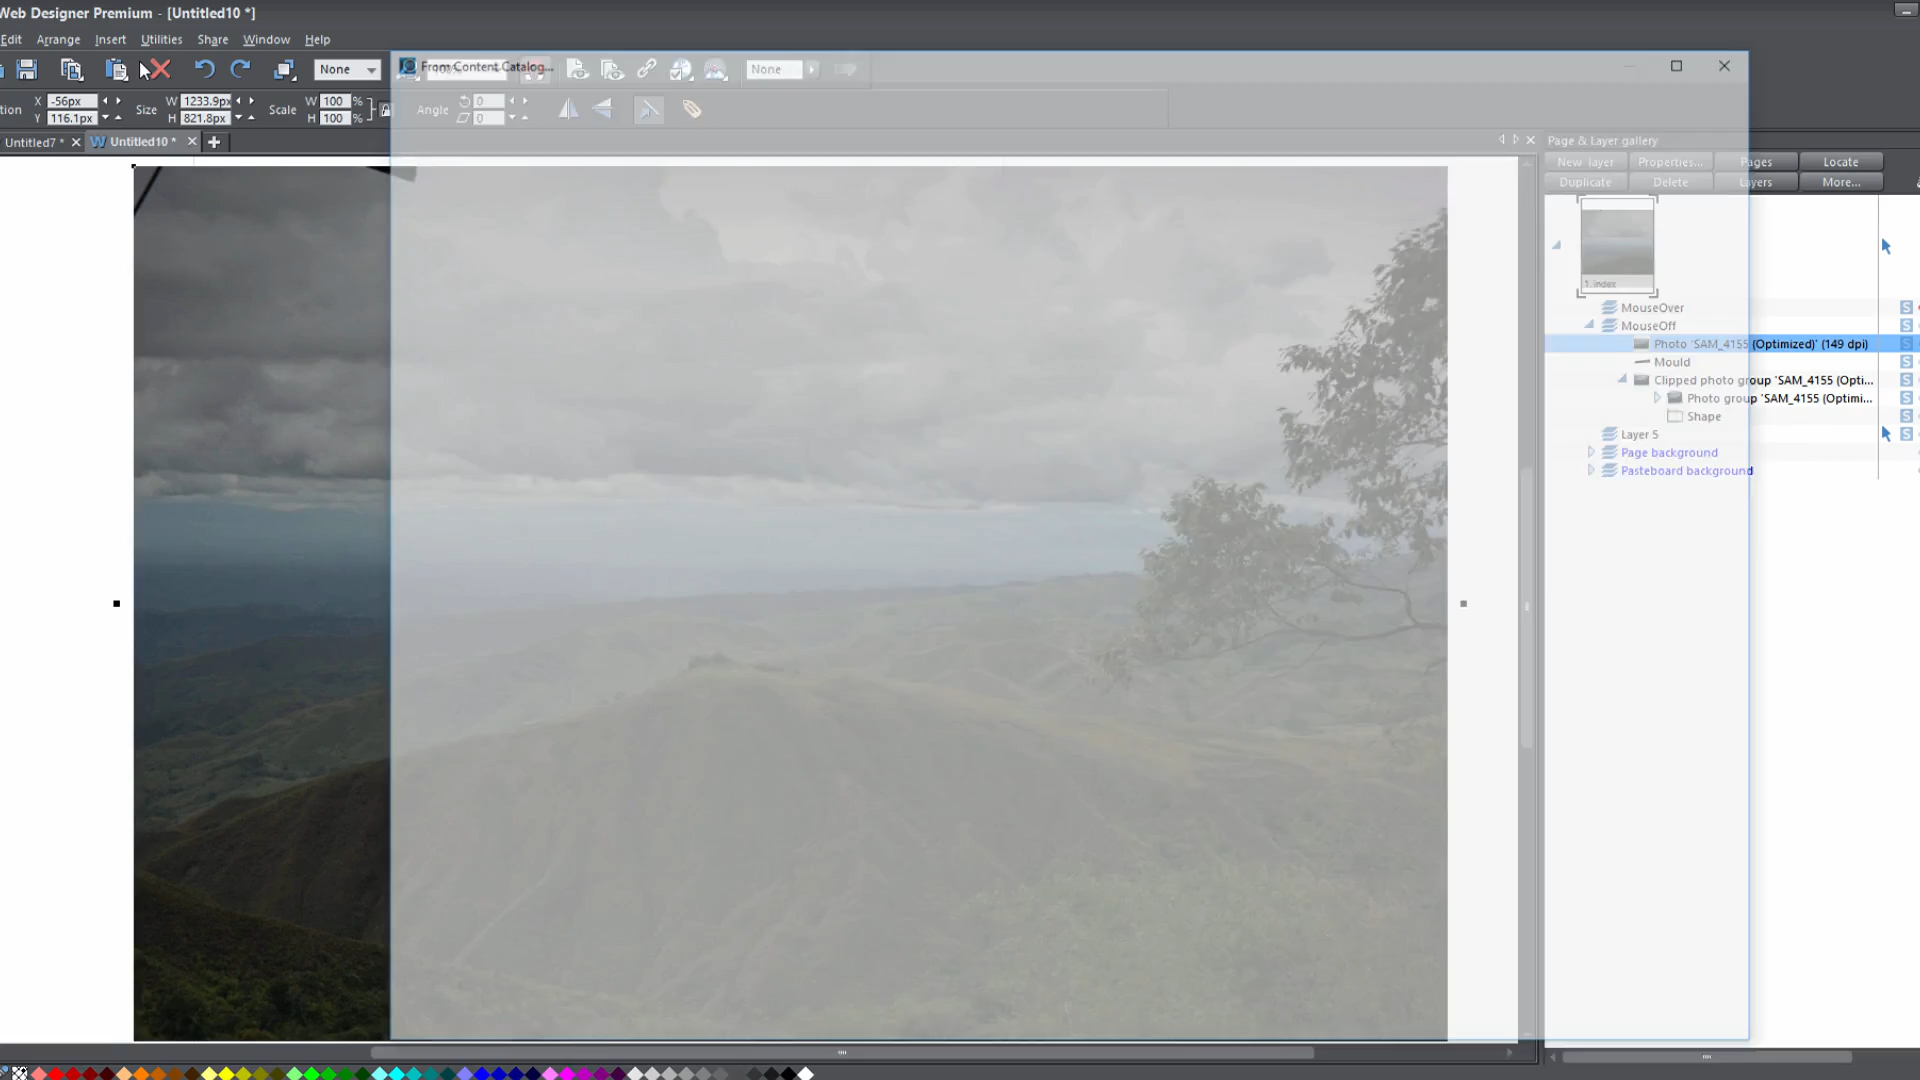 Web Designer Premium - [Untitled10 *]
Edit Arrange Insert Utilities Share Window Help
None From Content Catalog... None
tion X -56px Y 116.1px Size W 1233.9px H 821.8px Scale W 100 % H 100 % Angle 0 0
Untitled7 * Untitled10 *
Page & Layer gallery
New layer Properties... Pages Locate
Duplicate Delete Layers More...
1. index
MouseOver
MouseOff
Photo 'SAM_4155 (Optimized)' (149 dpi)
Mould
Clipped photo group 'SAM_4155 (Opti...
Photo group 'SAM_4155 (Optimi...
Shape
Layer 5
Page background
Pasteboard background